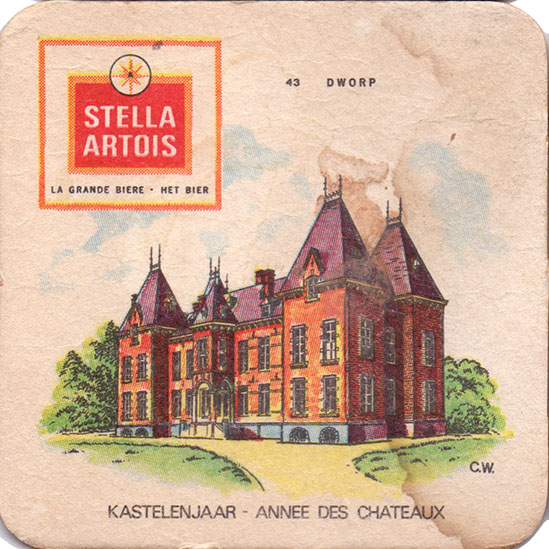 A
STELLA
ARTOIS
LA GRANDE BIERE · HET BIER
43 DWORP
C.W.
KASTELENJAAR - ANNEE DES CHATEAUX